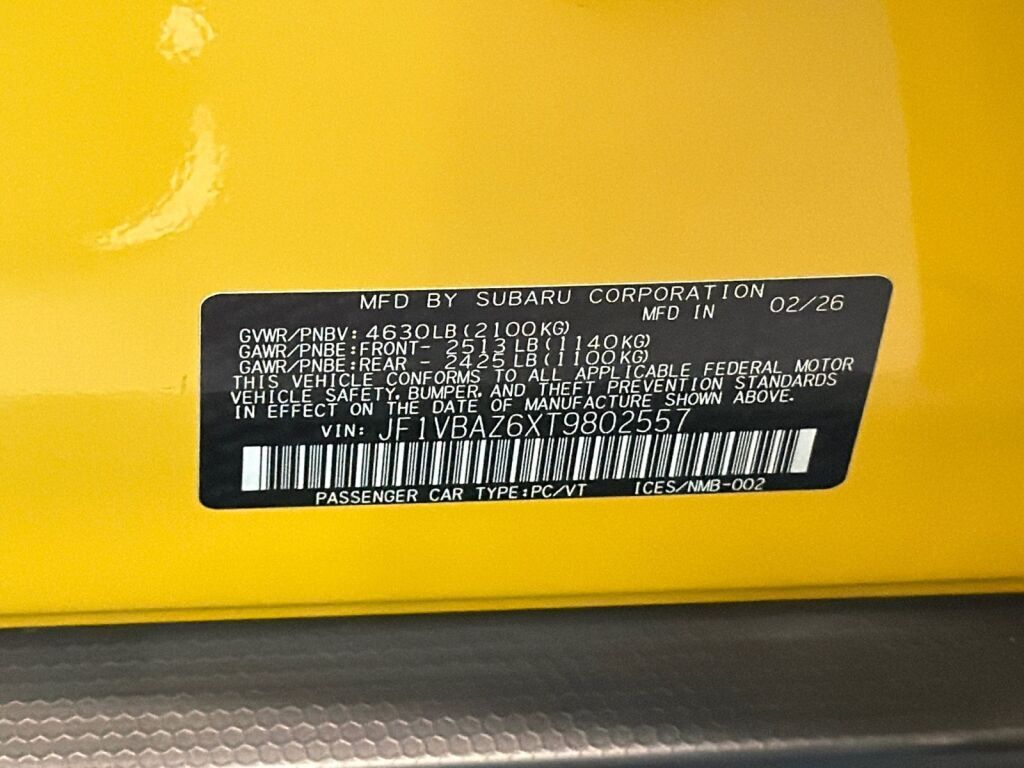 MFD BY SUBARU CORPORATION
MFD IN 02/26
GVWR/PNBV: 4630LB(2100KG)
GAWR/PNBE:FRONT- 2513LB(1140KG)
GAWR/PNBE:REAR - 2425LB(1100KG)
THIS VEHICLE CONFORMS TO ALL APPLICABLE FEDERAL MOTOR
VEHICLE SAFETY, BUMPER, AND THEFT PREVENTION STANDARDS
IN EFFECT ON THE DATE OF MANUFACTURE SHOWN ABOVE.
VIN: JF1VBAZ6XT9802557
PASSENGER CAR TYPE:PC/VT ICES/NMB-002